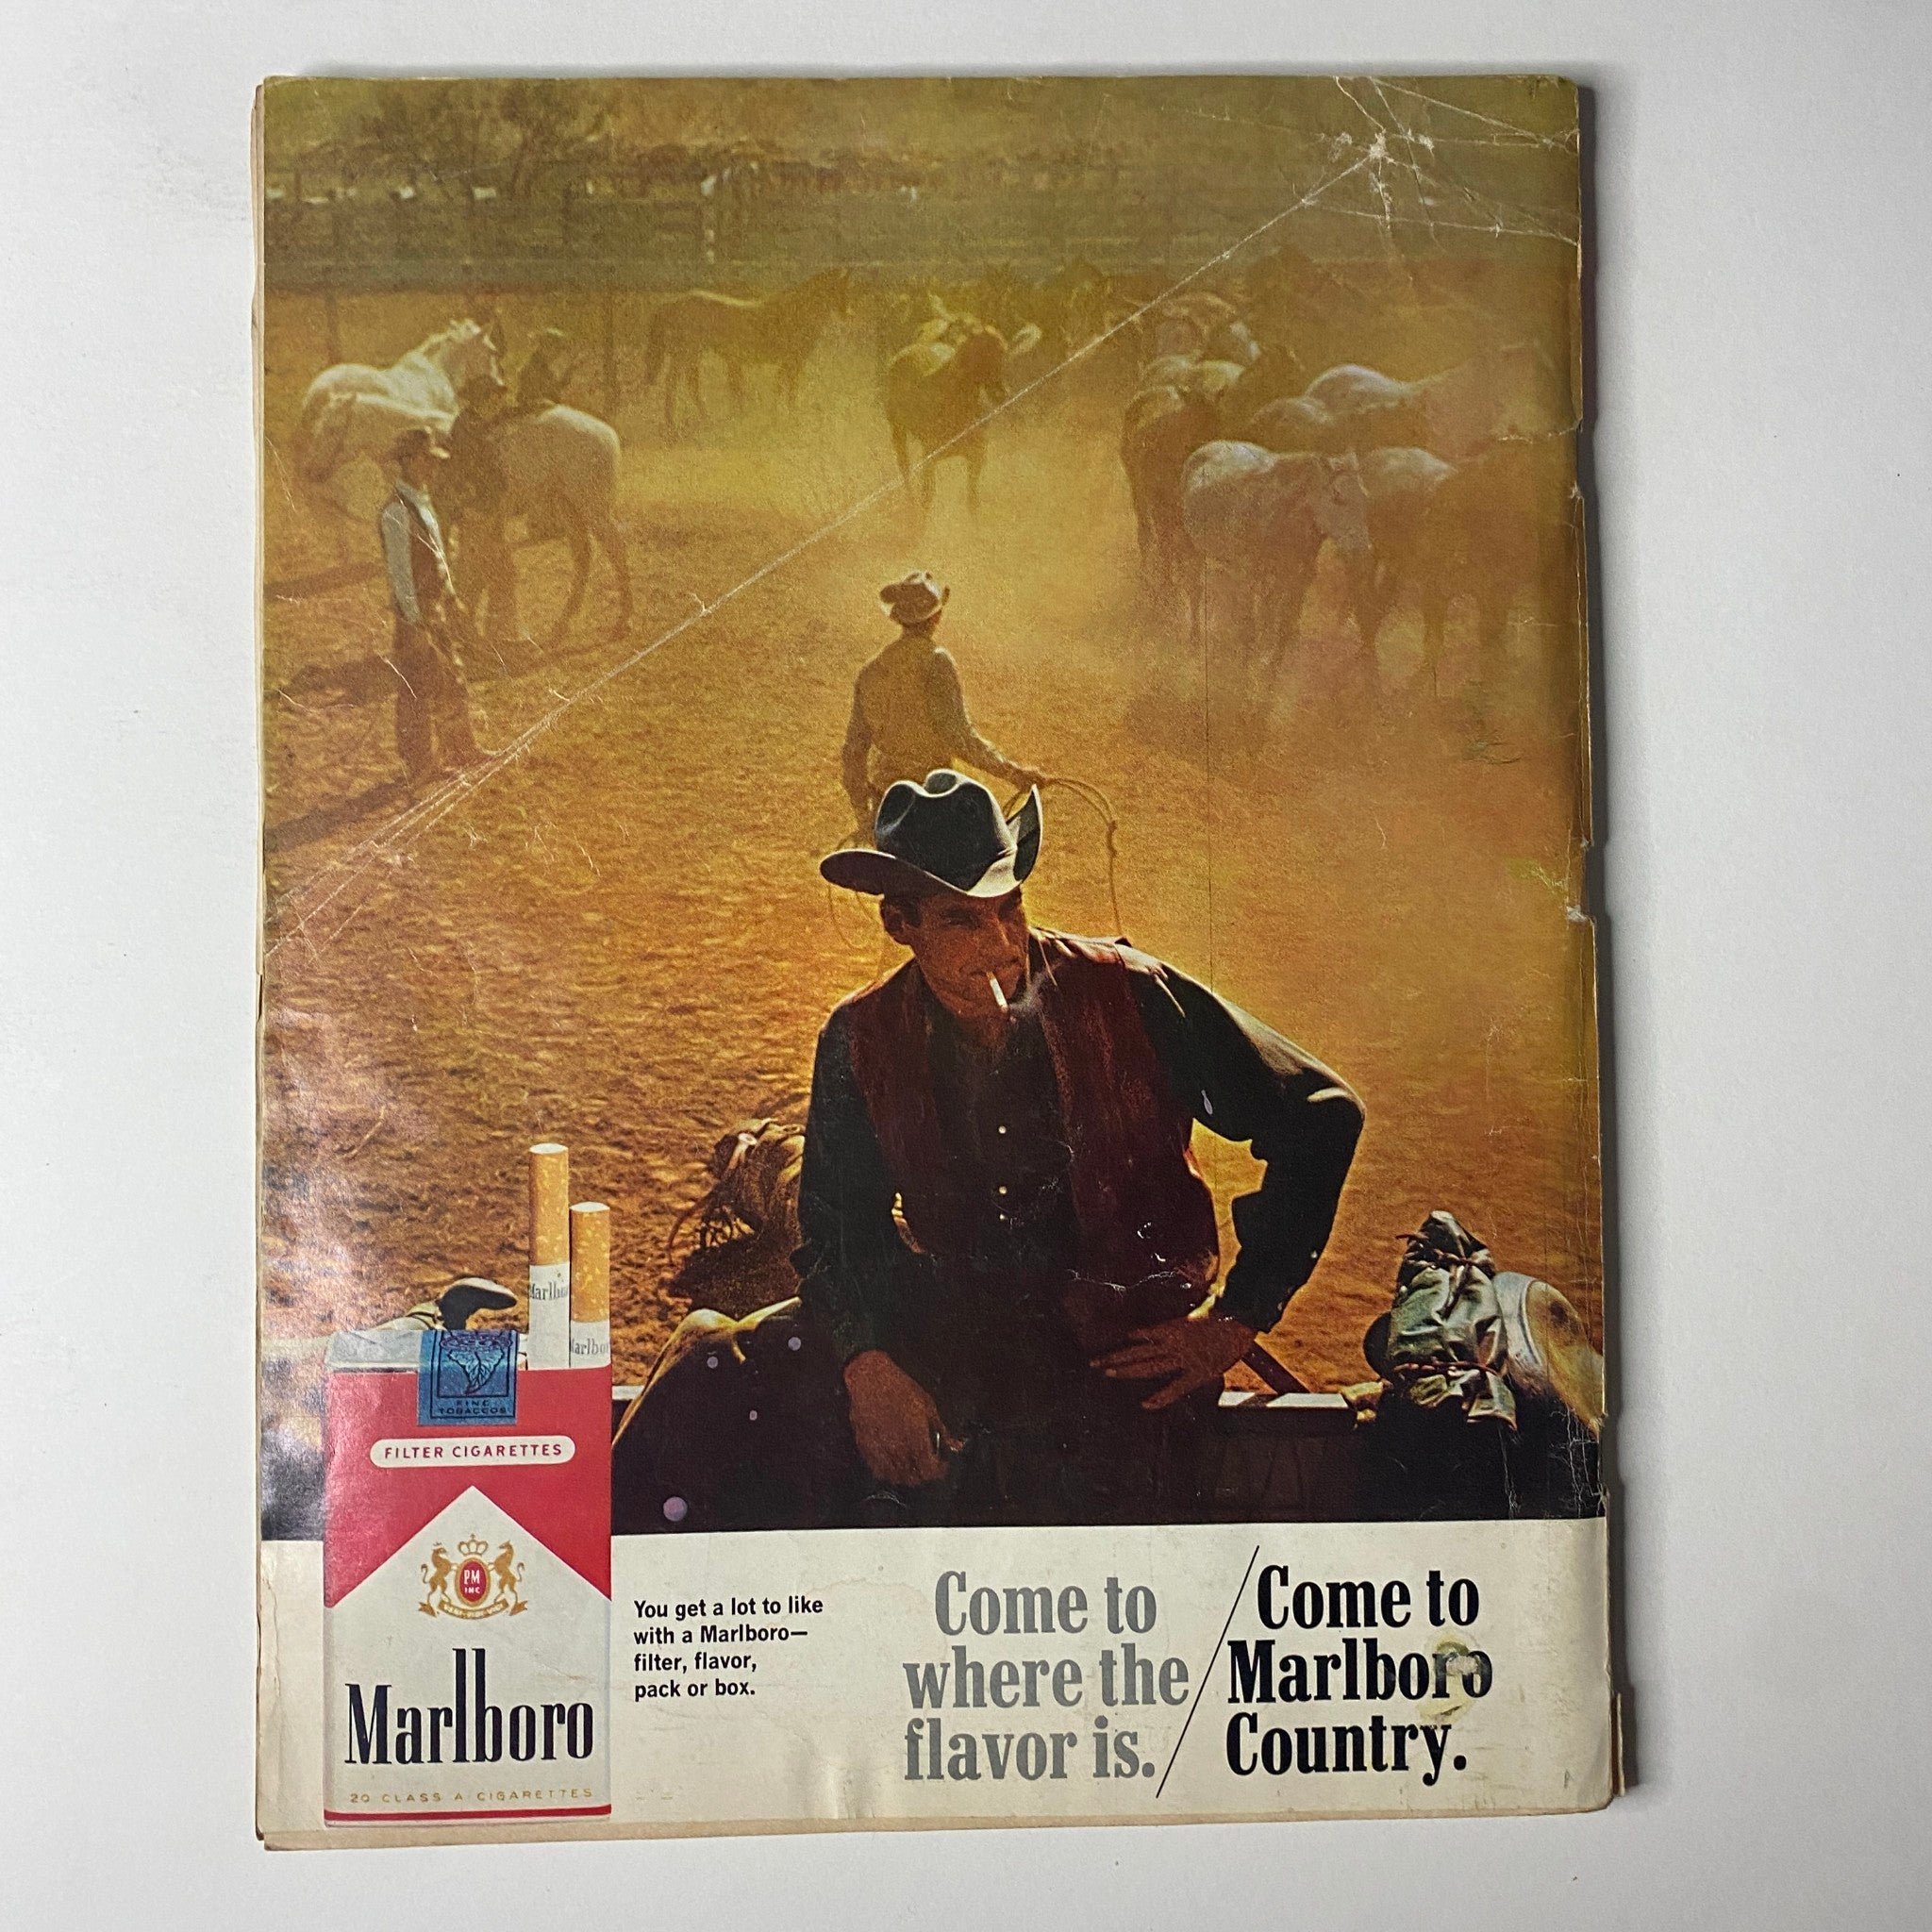 Marlboro
Marlboro
FINE
TOBACCOS
FILTER CIGARETTES
PM
INC
Marlboro
20 CLASS A CIGARETTES
You get a lot to like
with a Marlboro—
filter, flavor,
pack or box.
Come to
where the
flavor is.
Come to
Marlboro
Country.